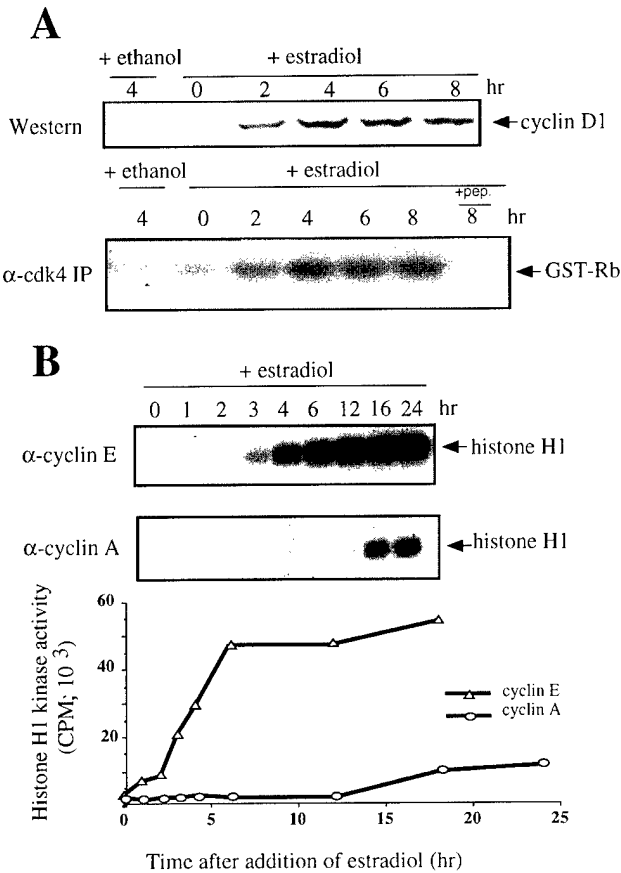 A
+ ethanol + estradiol
4 0 2 4 6 8 hr
Western cyclin D1
+ ethanol + estradiol
+pep.
4 0 2 4 6 8 8 hr
α-cdk4 IP GST-Rb
B
+ estradiol
0 1 2 3 4 6 12 16 24 hr
α-cyclin E histone H1
α-cyclin A histone H1
60
40
20
Histone H1 kinase activity
(CPM; 10 3)
cyclin E
cyclin A
0 5 10 15 20 25
Time after addition of estradiol (hr)